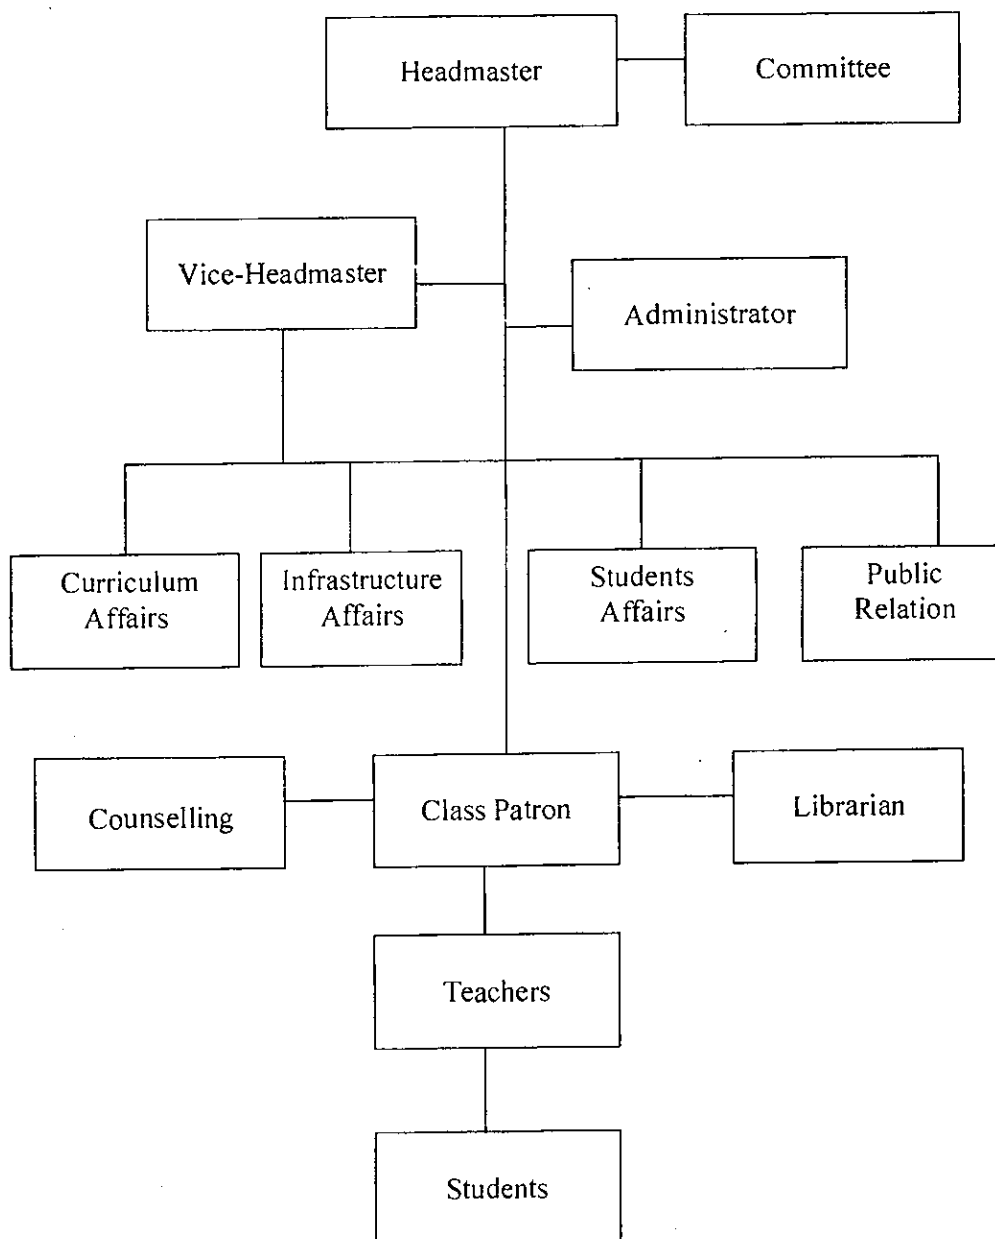 Headmaster
Committee
Vice-Headmaster
Administrator
Curriculum
Affairs
Infrastructure
Affairs
Students
Affairs
Public
Relation
Counselling
Class Patron
Librarian
Teachers
Students